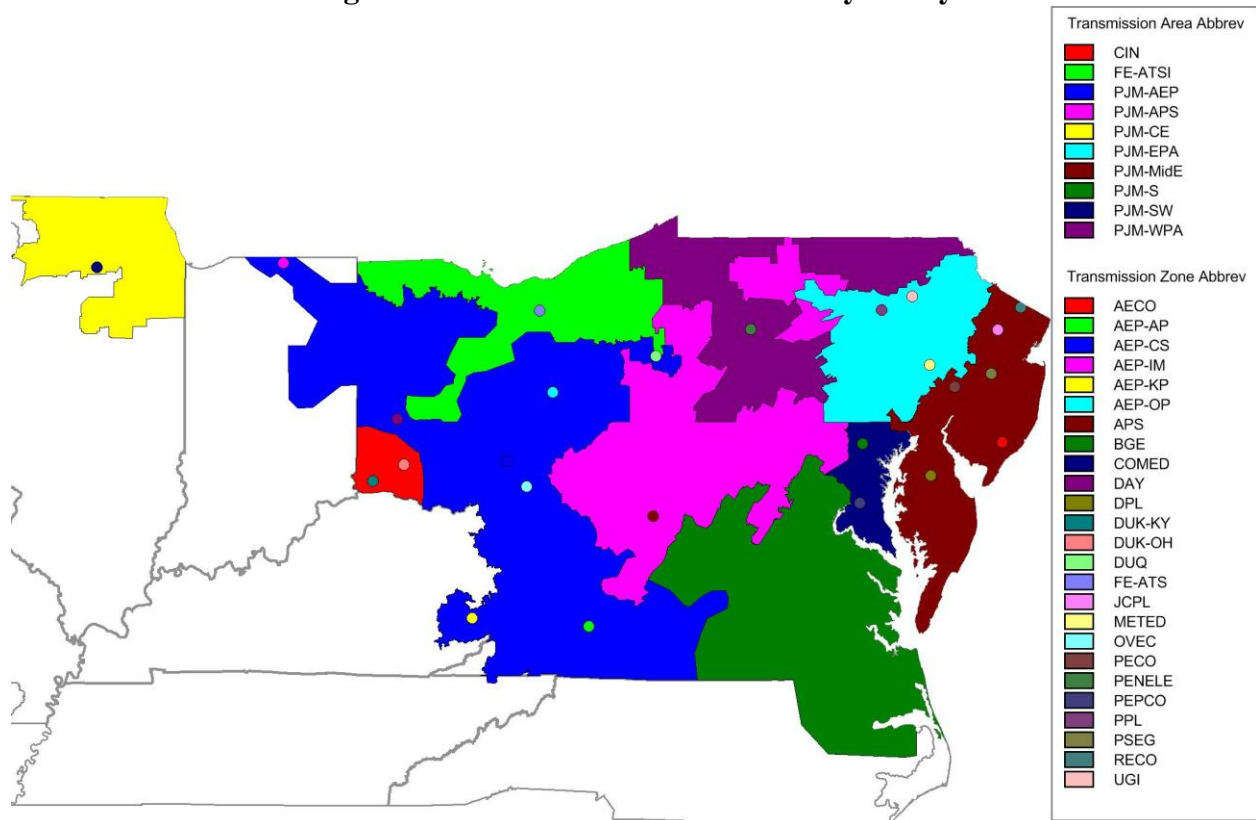 Transmission Area Abbrev
CIN
FE-ATSI
PJM-AEP
PJM-APS
PJM-CE
PJM-EPA
PJM-MidE
PJM-S
PJM-SW
PJM-WPA
Transmission Zone Abbrev
AECO
AEP-AP
AEP-CS
AEP-IM
AEP-KP
AEP-OP
APS
BGE
COMED
DAY
DPL
DUK-KY
DUK-OH
DUQ
FE-ATS
JCPL
METED
OVEC
PECO
PENELE
PEPCO
PPL
PSEG
RECO
UGI